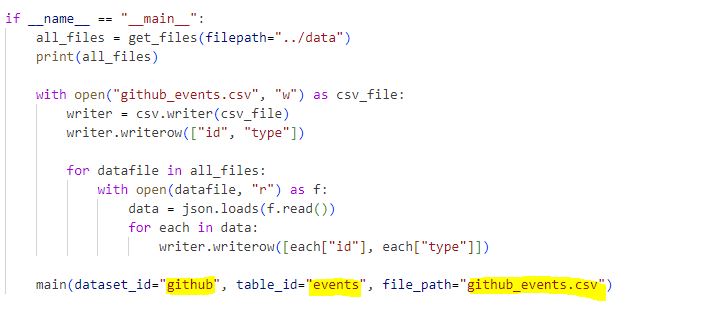 if __name__ == "__main__":
    all_files = get_files(filepath="../data")
    print(all_files)

    with open("github_events.csv", "w") as csv_file:
        writer = csv.writer(csv_file)
        writer.writerow(["id", "type"])

        for datafile in all_files:
            with open(datafile, "r") as f:
                data = json.loads(f.read())
                for each in data:
                    writer.writerow([each["id"], each["type"]])

    main(dataset_id="github", table_id="events", file_path="github_events.csv")